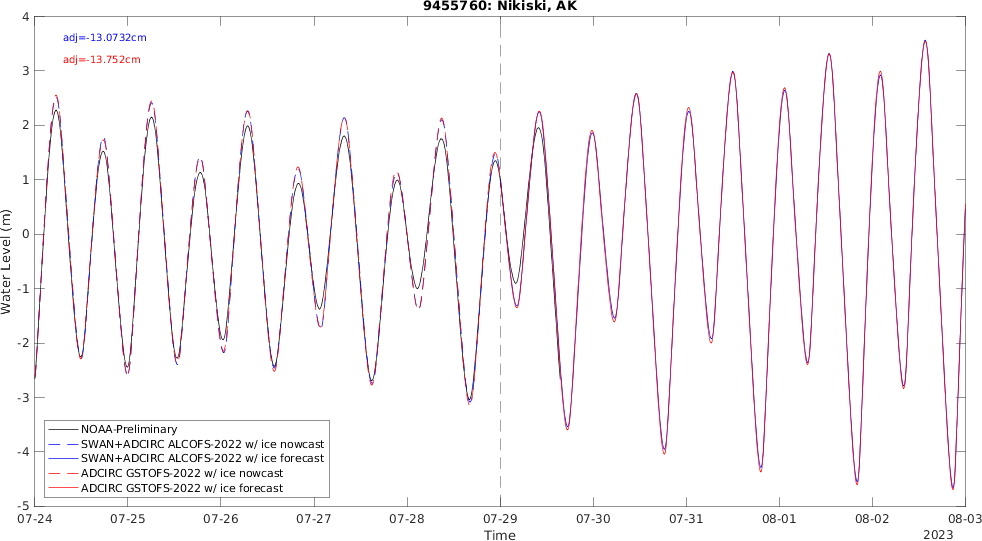 9455760: Nikiski, AK
adj=-13.0732cm
adj=-13.752cm
Water Level (m)
4
3
2
1
0
-1
-2
-3
-4
-5
NOAA-Preliminary
SWAN+ADCIRC ALCOFS-2022 w/ ice nowcast
SWAN+ADCIRC ALCOFS-2022 w/ ice forecast
ADCIRC GSTOFS-2022 w/ ice nowcast
ADCIRC GSTOFS-2022 w/ ice forecast
07-24 07-25 07-26 07-27 07-28 07-29 07-30 07-31 08-01 08-02 08-03
Time
2023